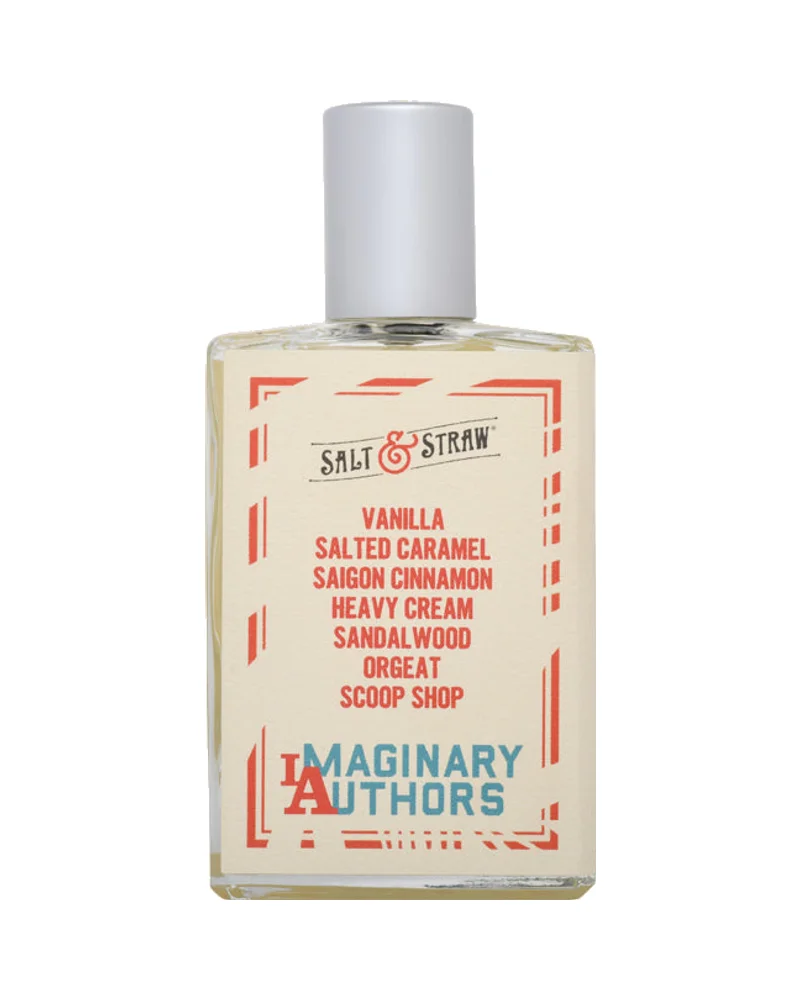 SALT & STRAW®
VANILLA
SALTED CARAMEL
SAIGON CINNAMON
HEAVY CREAM
SANDALWOOD
ORGEAT
SCOOP SHOP
IMAGINARY
AUTHORS